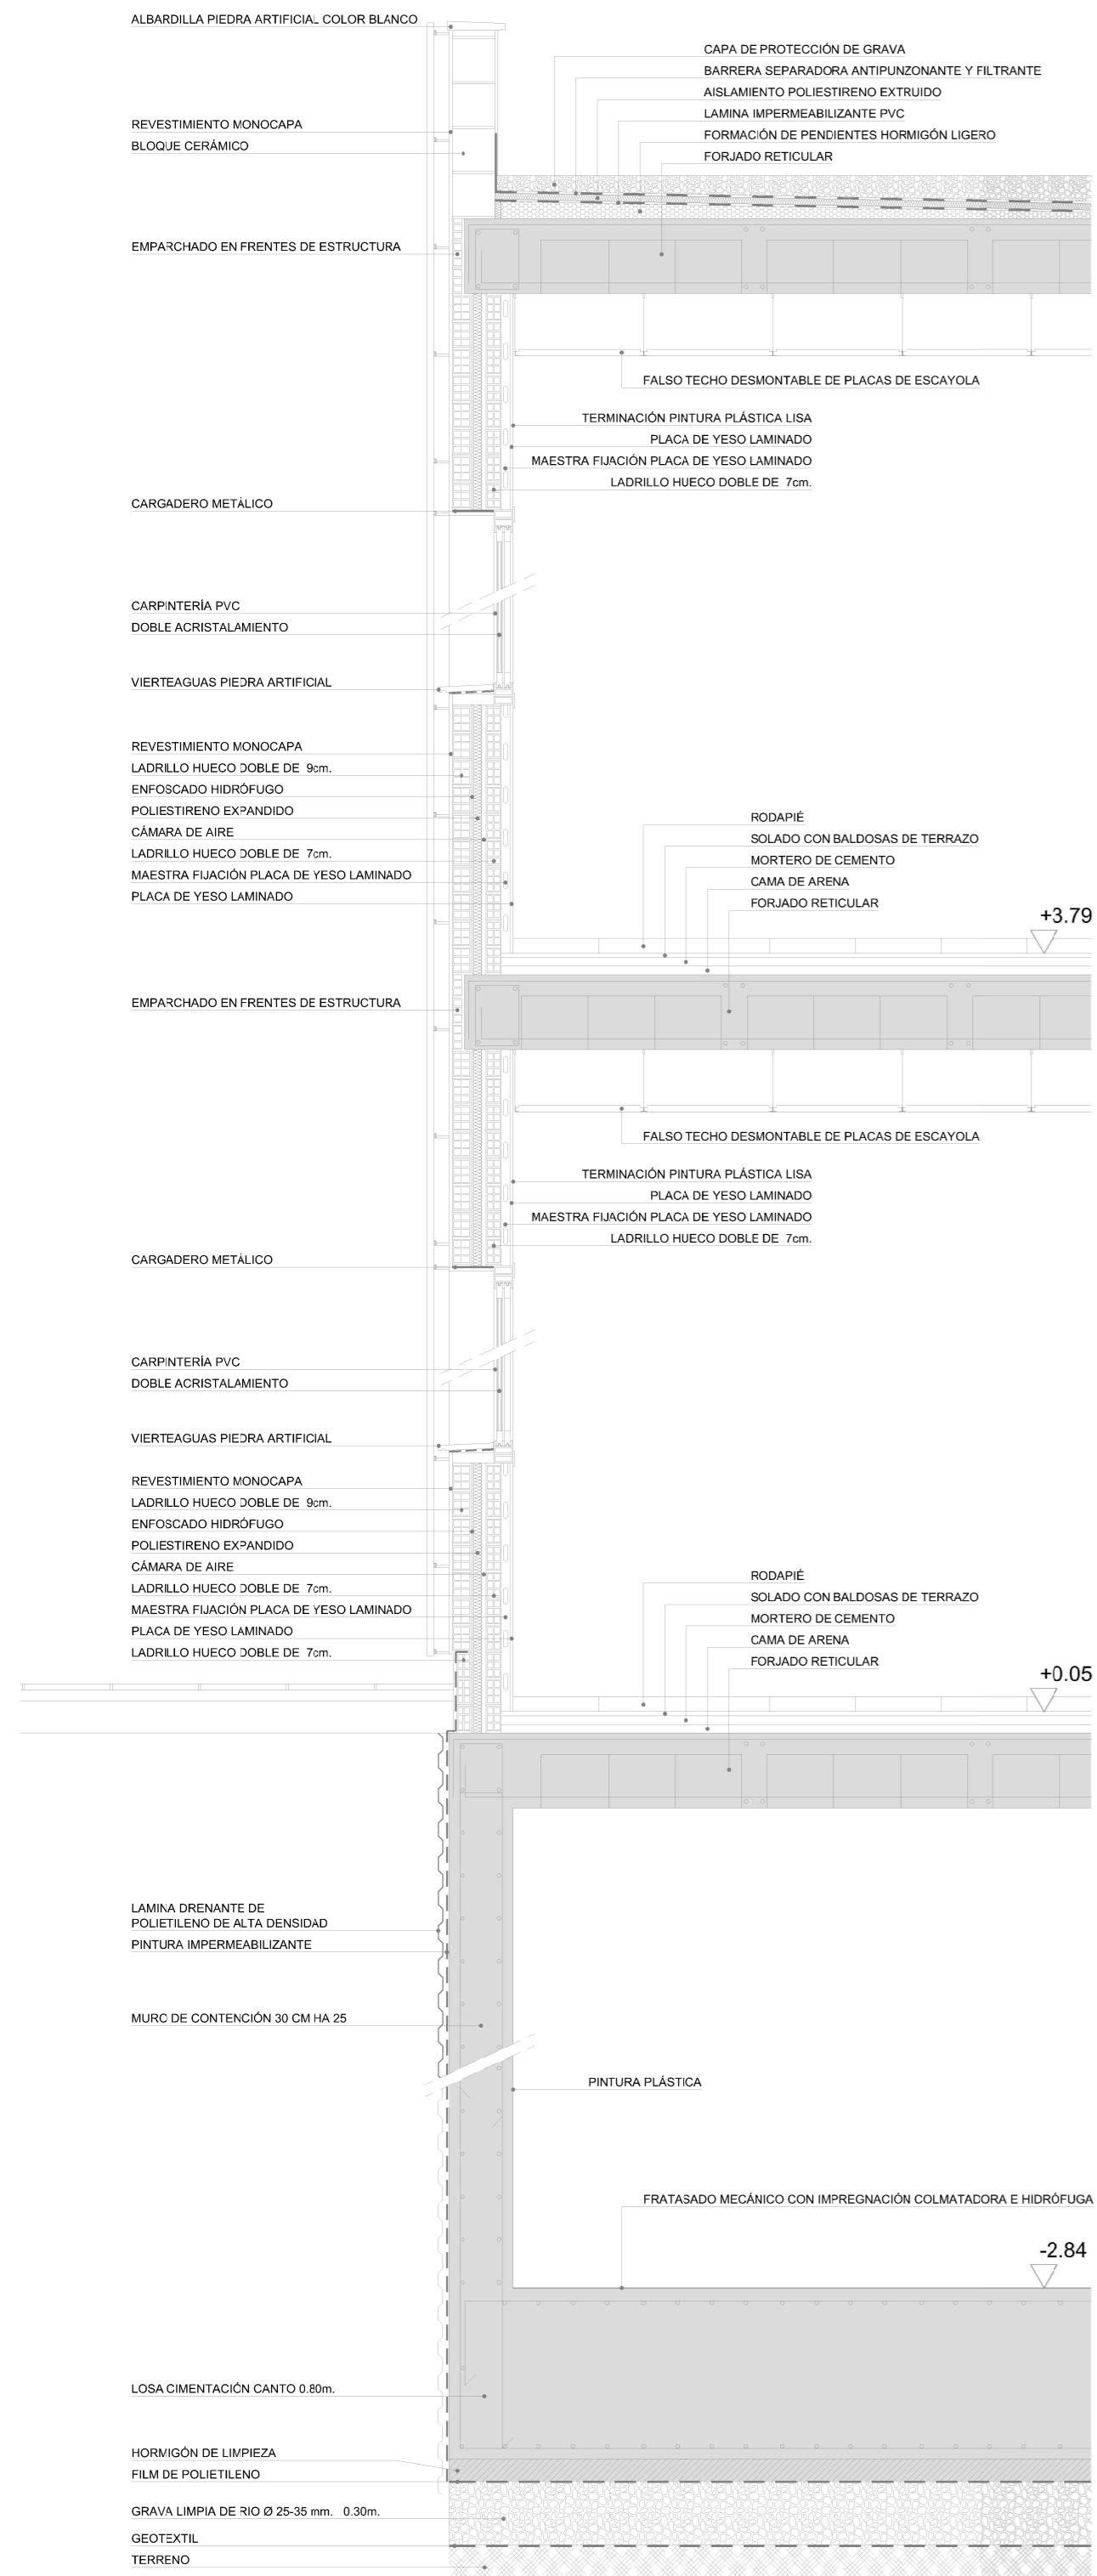 ALBARDILLA PIEDRA ARTIFICIAL COLOR BLANCO
CAPA DE PROTECCIÓN DE GRAVA
BARRERA SEPARADORA ANTIPUNZONANTE Y FILTRANTE
AISLAMIENTO POLIESTIRENO EXTRUIDO
LAMINA IMPERMEABILIZANTE PVC
FORMACIÓN DE PENDIENTES HORMIGÓN LIGERO
FORJADO RETICULAR
REVESTIMIENTO MONOCAPA
BLOQUE CERÁMICO
EMPARCHADO EN FRENTES DE ESTRUCTURA
FALSO TECHO DESMONTABLE DE PLACAS DE ESCAYOLA
TERMINACIÓN PINTURA PLÁSTICA LISA
PLACA DE YESO LAMINADO
MAESTRA FIJACIÓN PLACA DE YESO LAMINADO
LADRILLO HUECO DOBLE DE 7cm.
CARGADERO METÁLICO
CARPINTERÍA PVC
DOBLE ACRISTALAMIENTO
VIERTEAGUAS PIEDRA ARTIFICIAL
REVESTIMIENTO MONOCAPA
LADRILLO HUECO DOBLE DE 9cm.
ENFOSCADO HIDRÓFUGO
POLIESTIRENO EXPANDIDO
CÁMARA DE AIRE
LADRILLO HUECO DOBLE DE 7cm.
MAESTRA FIJACIÓN PLACA DE YESO LAMINADO
PLACA DE YESO LAMINADO
RODAPIÉ
SOLADO CON BALDOSAS DE TERRAZO
MORTERO DE CEMENTO
CAMA DE ARENA
FORJADO RETICULAR
+3.79
EMPARCHADO EN FRENTES DE ESTRUCTURA
FALSO TECHO DESMONTABLE DE PLACAS DE ESCAYOLA
TERMINACIÓN PINTURA PLÁSTICA LISA
PLACA DE YESO LAMINADO
MAESTRA FIJACIÓN PLACA DE YESO LAMINADO
LADRILLO HUECO DOBLE DE 7cm.
CARGADERO METÁLICO
CARPINTERÍA PVC
DOBLE ACRISTALAMIENTO
VIERTEAGUAS PIEDRA ARTIFICIAL
REVESTIMIENTO MONOCAPA
LADRILLO HUECO DOBLE DE 9cm.
ENFOSCADO HIDRÓFUGO
POLIESTIRENO EXPANDIDO
CÁMARA DE AIRE
LADRILLO HUECO DOBLE DE 7cm.
MAESTRA FIJACIÓN PLACA DE YESO LAMINADO
PLACA DE YESO LAMINADO
LADRILLO HUECO DOBLE DE 7cm.
RODAPIÉ
SOLADO CON BALDOSAS DE TERRAZO
MORTERO DE CEMENTO
CAMA DE ARENA
FORJADO RETICULAR
+0.05
LAMINA DRENANTE DE
POLIETILENO DE ALTA DENSIDAD
PINTURA IMPERMEABILIZANTE
MURO DE CONTENCIÓN 30 CM HA 25
PINTURA PLÁSTICA
FRATASADO MECÁNICO CON IMPREGNACIÓN COLMATADORA E HIDRÓFUGA
-2.84
LOSA CIMENTACIÓN CANTO 0.80m.
HORMIGÓN DE LIMPIEZA
FILM DE POLIETILENO
GRAVA LIMPIA DE RIO Ø 25-35 mm. 0.30m.
GEOTEXTIL
TERRENO